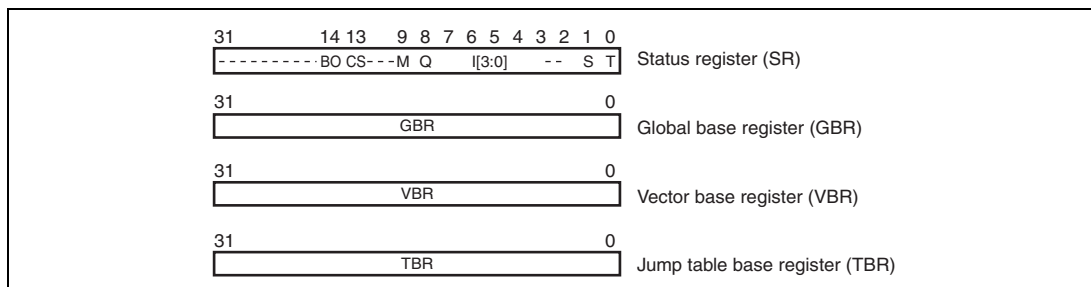 31 14 13 9 8 7 6 5 4 3 2 1 0
---------- BO CS---M Q I[3:0] -- S T Status register (SR)
31 0
GBR Global base register (GBR)
31 0
VBR Vector base register (VBR)
31 0
TBR Jump table base register (TBR)